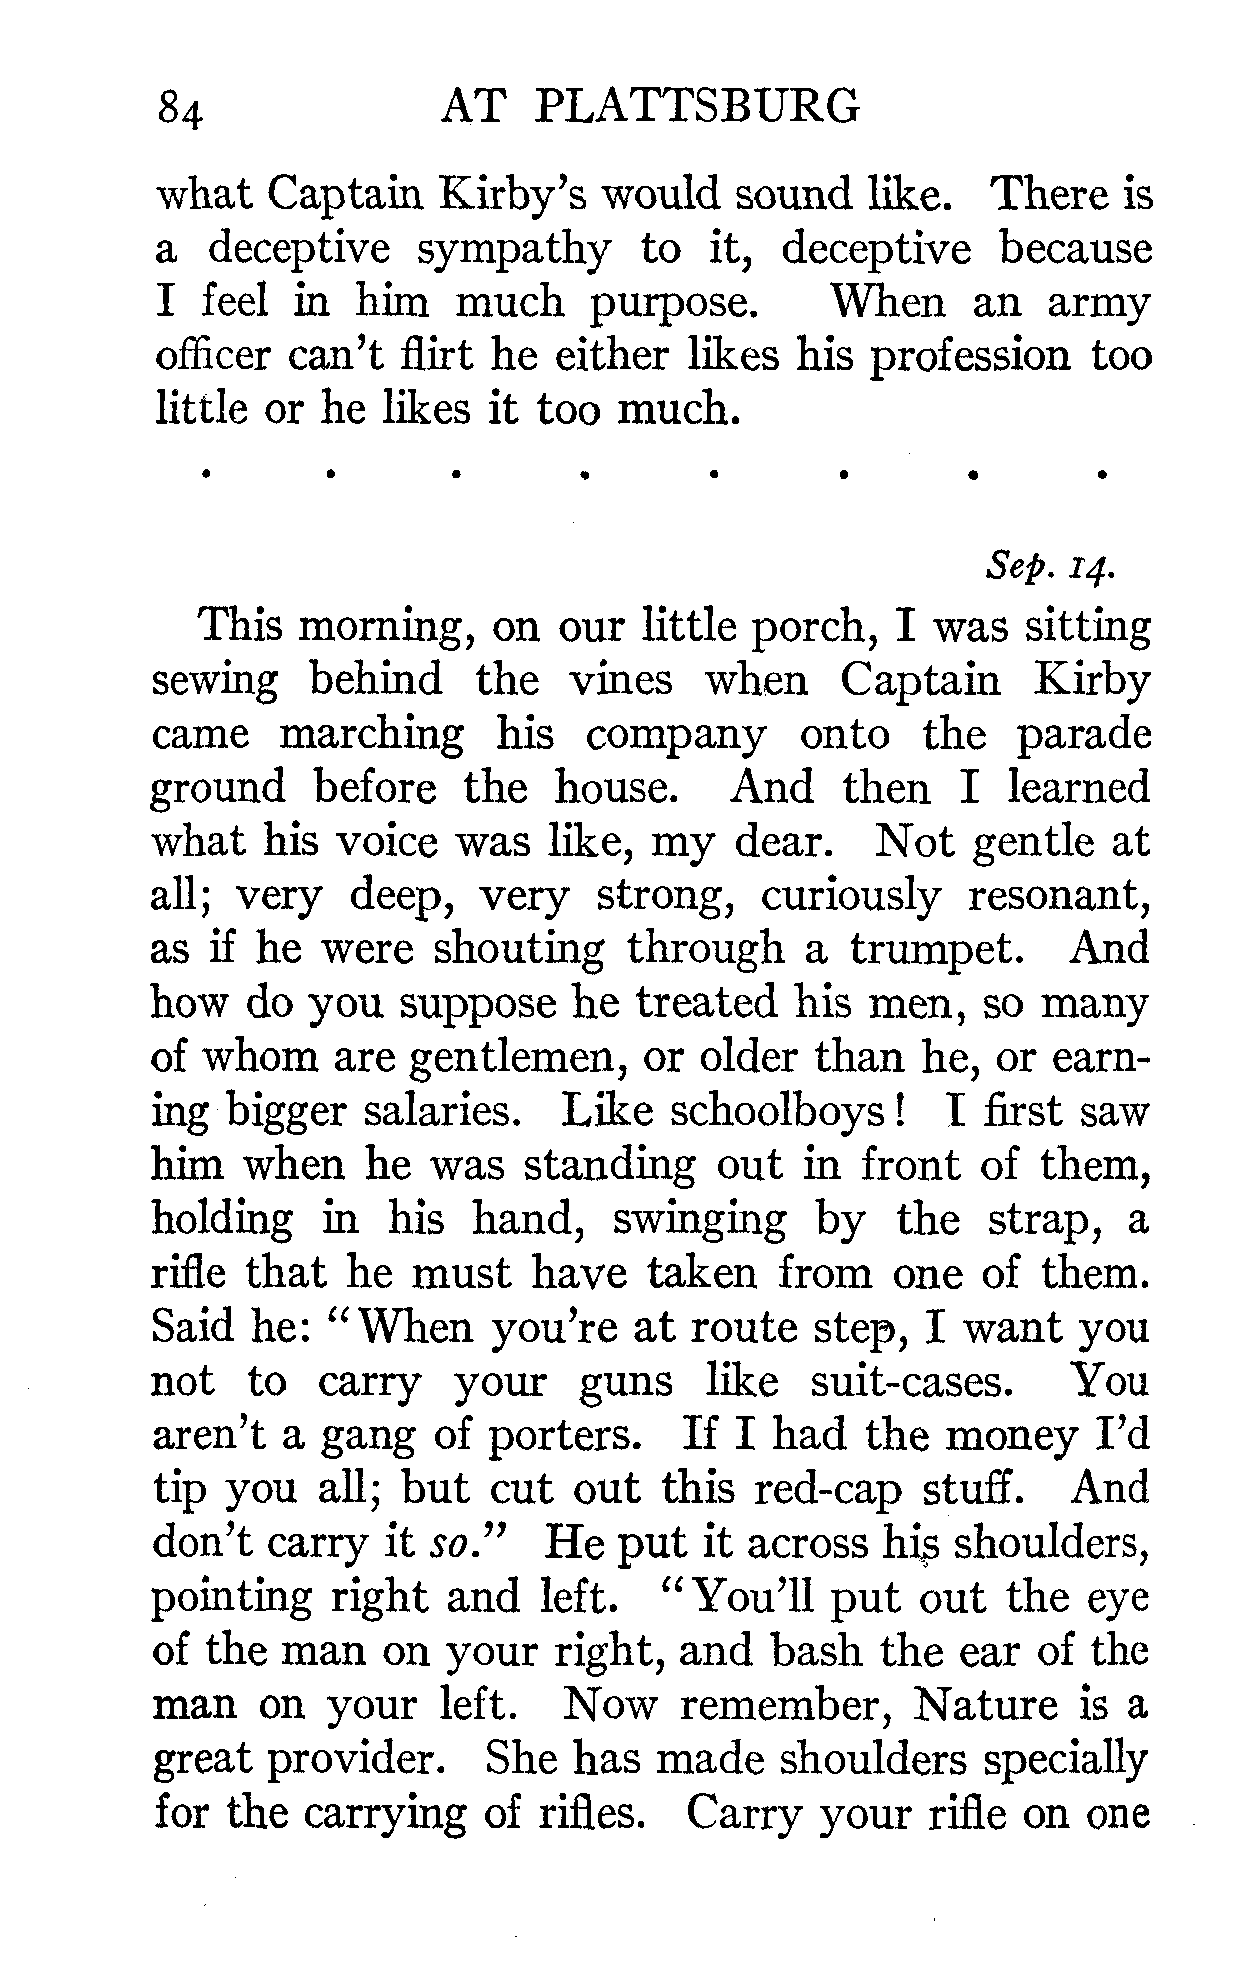 84 AT PLATTSBURG
what Captain Kirby's would sound like. There is
a deceptive sympathy to it, deceptive because
I feel in him much purpose. When an army
officer can't flirt he either likes his profession too
little or he likes it too much.
. . . . . . . .
Sep. 14.
This morning, on our little porch, I was sitting
sewing behind the vines when Captain Kirby
came marching his company onto the parade
ground before the house. And then I learned
what his voice was like, my dear. Not gentle at
all; very deep, very strong, curiously resonant,
as if he were shouting through a trumpet. And
how do you suppose he treated his men, so many
of whom are gentlemen, or older than he, or earn-
ing bigger salaries. Like schoolboys! I first saw
him when he was standing out in front of them,
holding in his hand, swinging by the strap, a
rifle that he must have taken from one of them.
Said he: "When you're at route step, I want you
not to carry your guns like suit-cases. You
aren't a gang of porters. If I had the money I'd
tip you all; but cut out this red-cap stuff. And
don't carry it so." He put it across his shoulders,
pointing right and left. "You'll put out the eye
of the man on your right, and bash the ear of the
man on your left. Now remember, Nature is a
great provider. She has made shoulders specially
for the carrying of rifles. Carry your rifle on one